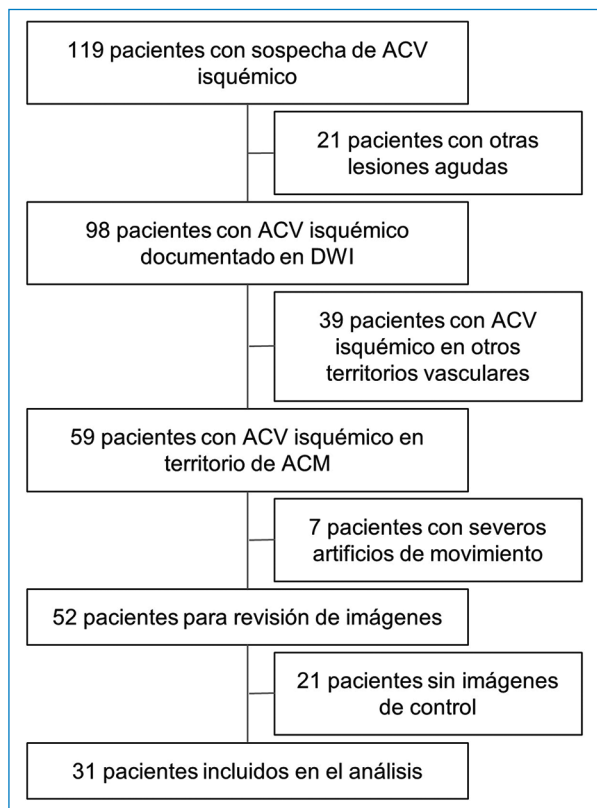 119 pacientes con sospecha de ACV
isquémico
21 pacientes con otras
lesiones agudas
98 pacientes con ACV isquémico
documentado en DWI
39 pacientes con ACV
isquémico en otros
territorios vasculares
59 pacientes con ACV isquémico en
territorio de ACM
7 pacientes con severos
artificios de movimiento
52 pacientes para revisión de imágenes
21 pacientes sin imágenes
de control
31 pacientes incluidos en el análisis